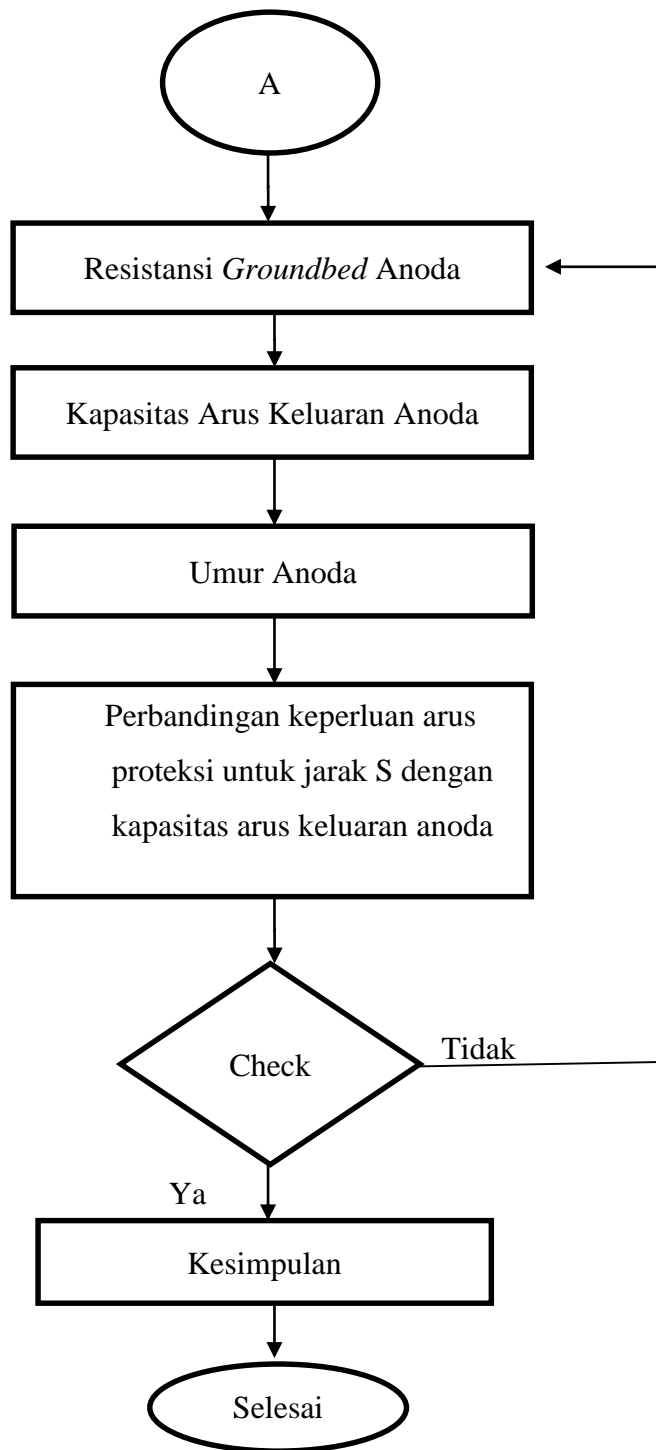 A
Resistansi Groundbed Anoda
Kapasitas Arus Keluaran Anoda
Umur Anoda
Perbandingan keperluan arus
proteksi untuk jarak S dengan
kapasitas arus keluaran anoda
Check
Tidak
Ya
Kesimpulan
Selesai